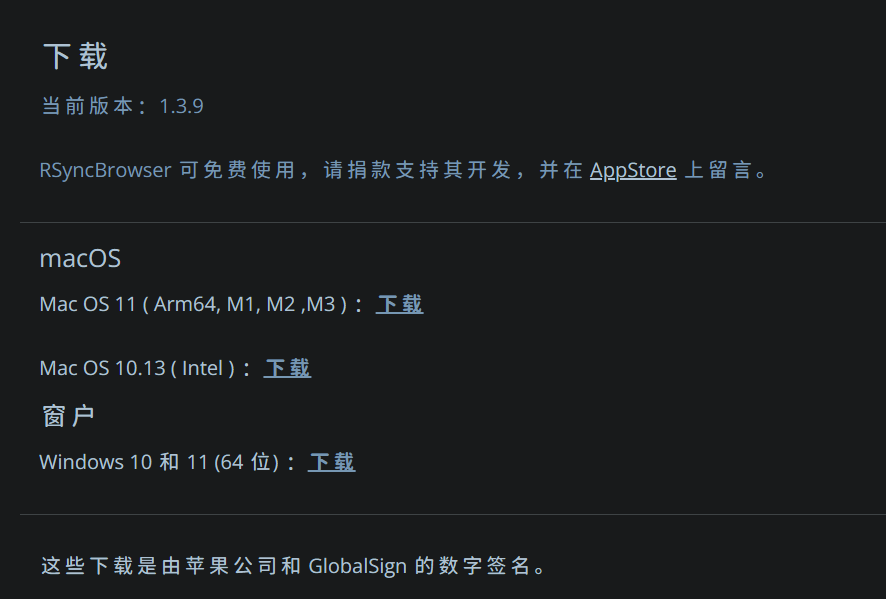 下载
当前版本：1.3.9
RSyncBrowser 可免费使用，请捐款支持其开发，并在 AppStore 上留言。
macOS
Mac OS 11 ( Arm64, M1, M2 ,M3 )：下载
Mac OS 10.13 ( Intel )：下载
窗户
Windows 10 和 11 (64 位)：下载
这些下载是由苹果公司和 GlobalSign 的数字签名。